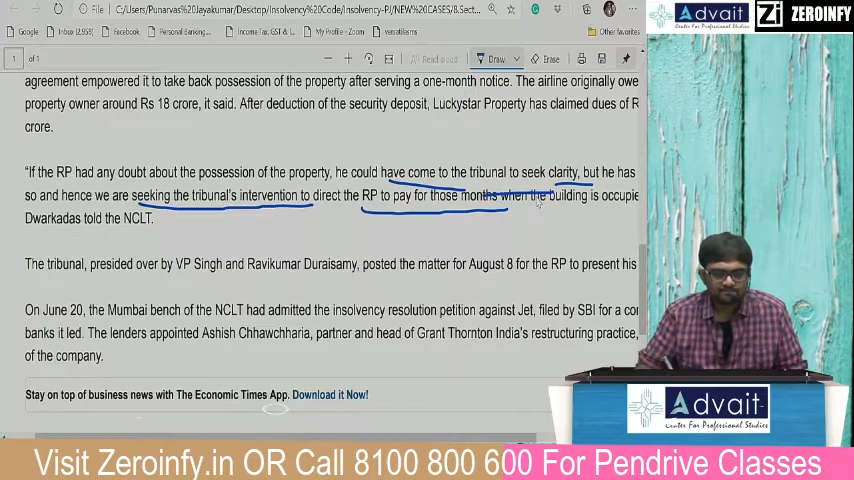 File
C:/Users/Punarvas%20Jayakumar/Desktop/Insolvency%20Code/Insolvency-PJ/NEW%20CASES/8.Sect
Google
Inbox (2,958)
Facebook
Personal Banking...
Income Tax, GST &...
My Profile - Zoom
versatilesms
Other favorites
1 of 1
Read aloud
Draw
Erase
agreement empowered it to take back possession of the property after serving a one-month notice. The airline originally owe
property owner around Rs 18 crore, it said. After deduction of the security deposit, Luckystar Property has claimed dues of R
crore.
“If the RP had any doubt about the possession of the property, he could have come to the tribunal to seek clarity, but he has
so and hence we are seeking the tribunal's intervention to direct the RP to pay for those months when the building is occupie
Dwarkadas told the NCLT.
The tribunal, presided over by VP Singh and Ravikumar Duraisamy, posted the matter for August 8 for the RP to present his
On June 20, the Mumbai bench of the NCLT had admitted the insolvency resolution petition against Jet, filed by SBI for a con
banks it led. The lenders appointed Ashish Chhawchharia, partner and head of Grant Thornton India's restructuring practice,
of the company.
Stay on top of business news with The Economic Times App. Download it Now!
Advait
Center For Professional Studies
Zi ZEROINFY
Advait
Center For Professional Studies
Visit Zeroinfy.in OR Call 8100 800 600 For Pendrive Classes